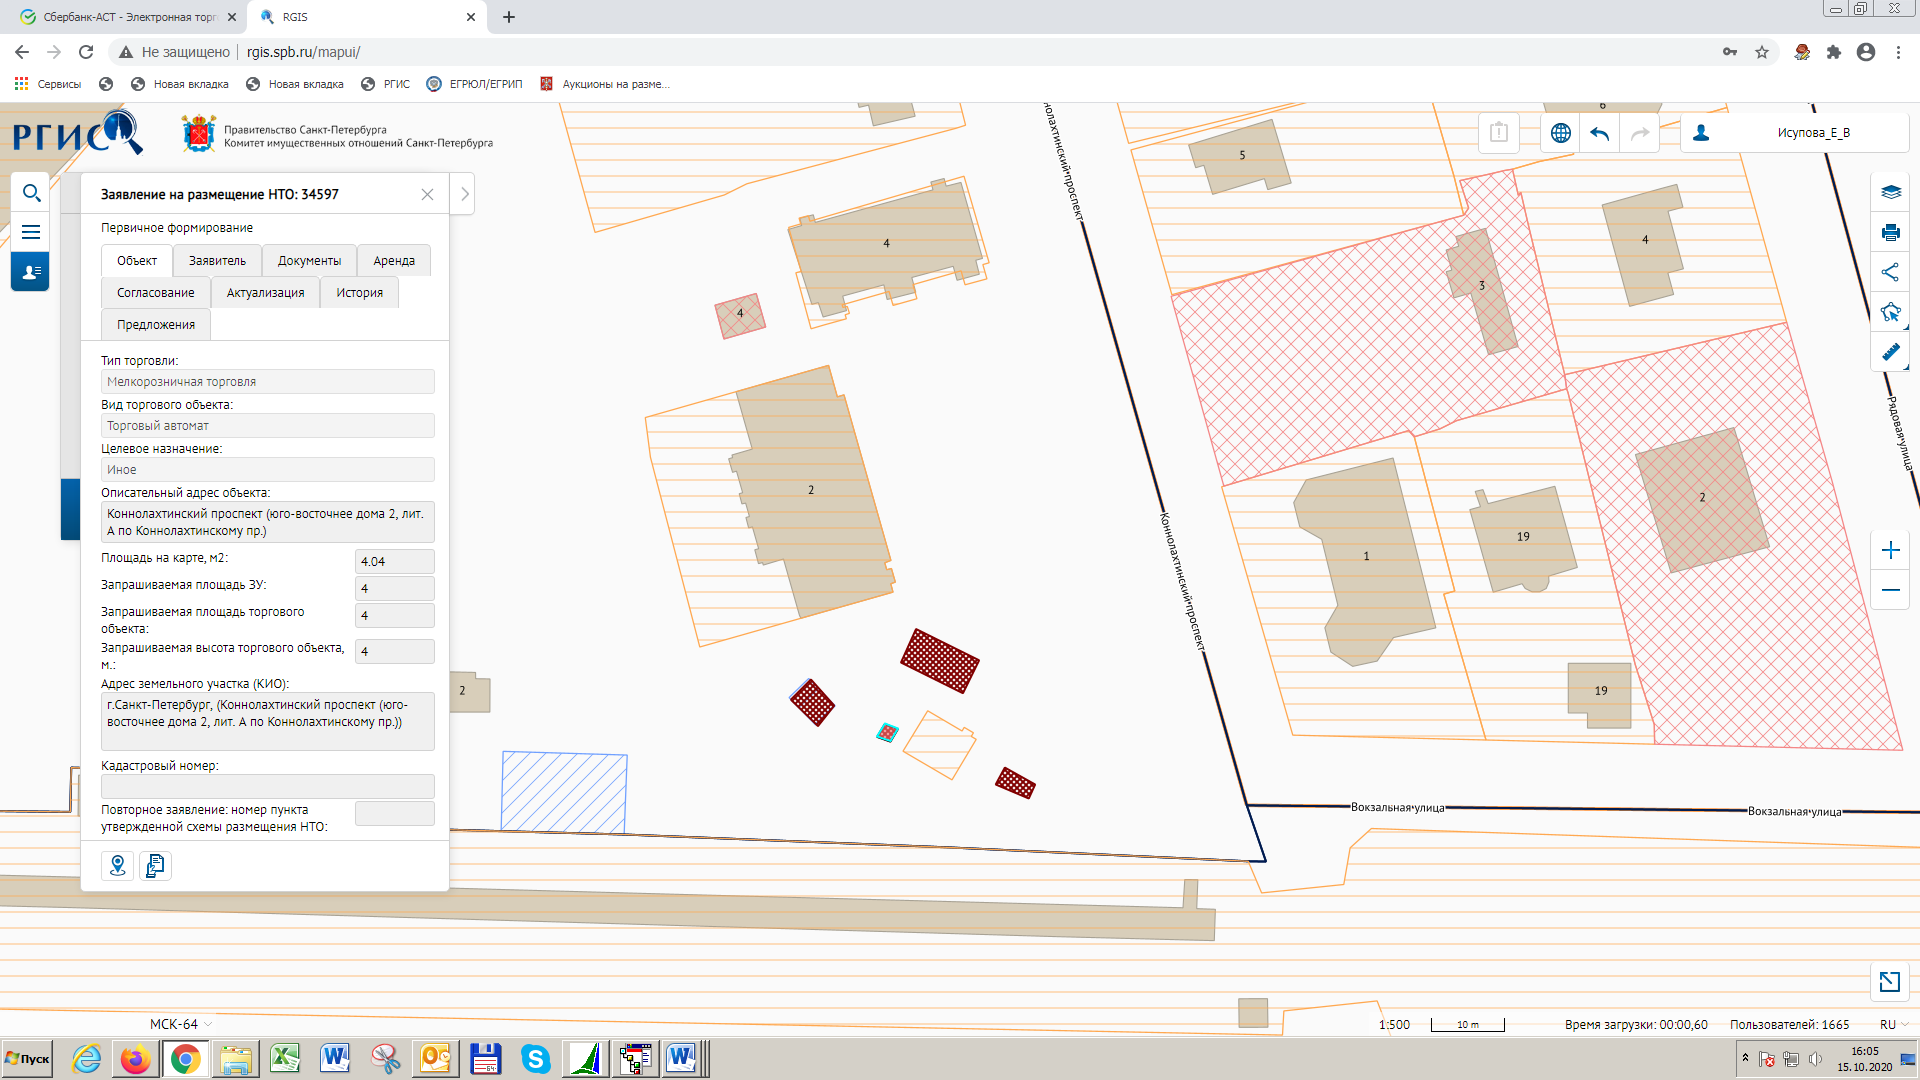 Сбербанк-АСТ - Электронная торг
RGIS
Не защищено
rgis.spb.ru/mapui/
Сервисы
Новая вкладка
Новая вкладка
РГИС
ЕГРЮЛ/ЕГРИП
Аукционы на разме...
РГИС
Правительство Санкт-Петербурга
Комитет имущественных отношений Санкт-Петербурга
Исупова_Е_В
Заявление на размещение НТО: 34597
Первичное формирование
Объект
Заявитель
Документы
Аренда
Согласование
Актуализация
История
Предложения
Тип торговли:
Мелкорозничная торговля
Вид торгового объекта:
Торговый автомат
Целевое назначение:
Иное
Описательный адрес объекта:
Коннолахтинский проспект (юго-восточнее дома 2, лит.
А по Коннолахтинскому пр.)
Площадь на карте, м2:
4.04
Запрашиваемая площадь ЗУ:
4
Запрашиваемая площадь торгового
объекта:
4
Запрашиваемая высота торгового объекта,
м.:
4
Адрес земельного участка (КИО):
г.Санкт-Петербург, (Коннолахтинский проспект (юго-
восточнее дома 2, лит. А по Коннолахтинскому пр.))
Кадастровый номер:
Повторное заявление: номер пункта
утвержденной схемы размещения НТО:
6
5
4
4
3
4
2
2
1
19
2
19
2
ннолахтинский проспект
Коннолахтинский проспект
Рядовая улица
Вокзальная улица
Вокзальная улица
МСК-64
1:500
10 m
Время загрузки: 00:00,60
Пользователей: 1665
RU
Пуск
64
16:05
15.10.2020